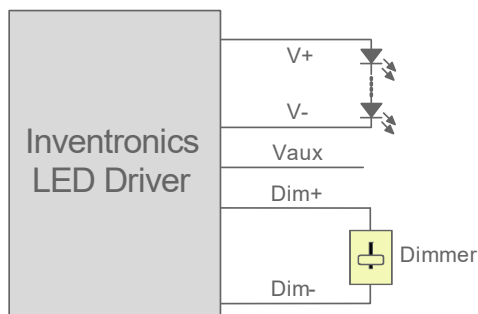 Inventronics
LED Driver
V+
V-
Vaux
Dim+
Dimmer
Dim-